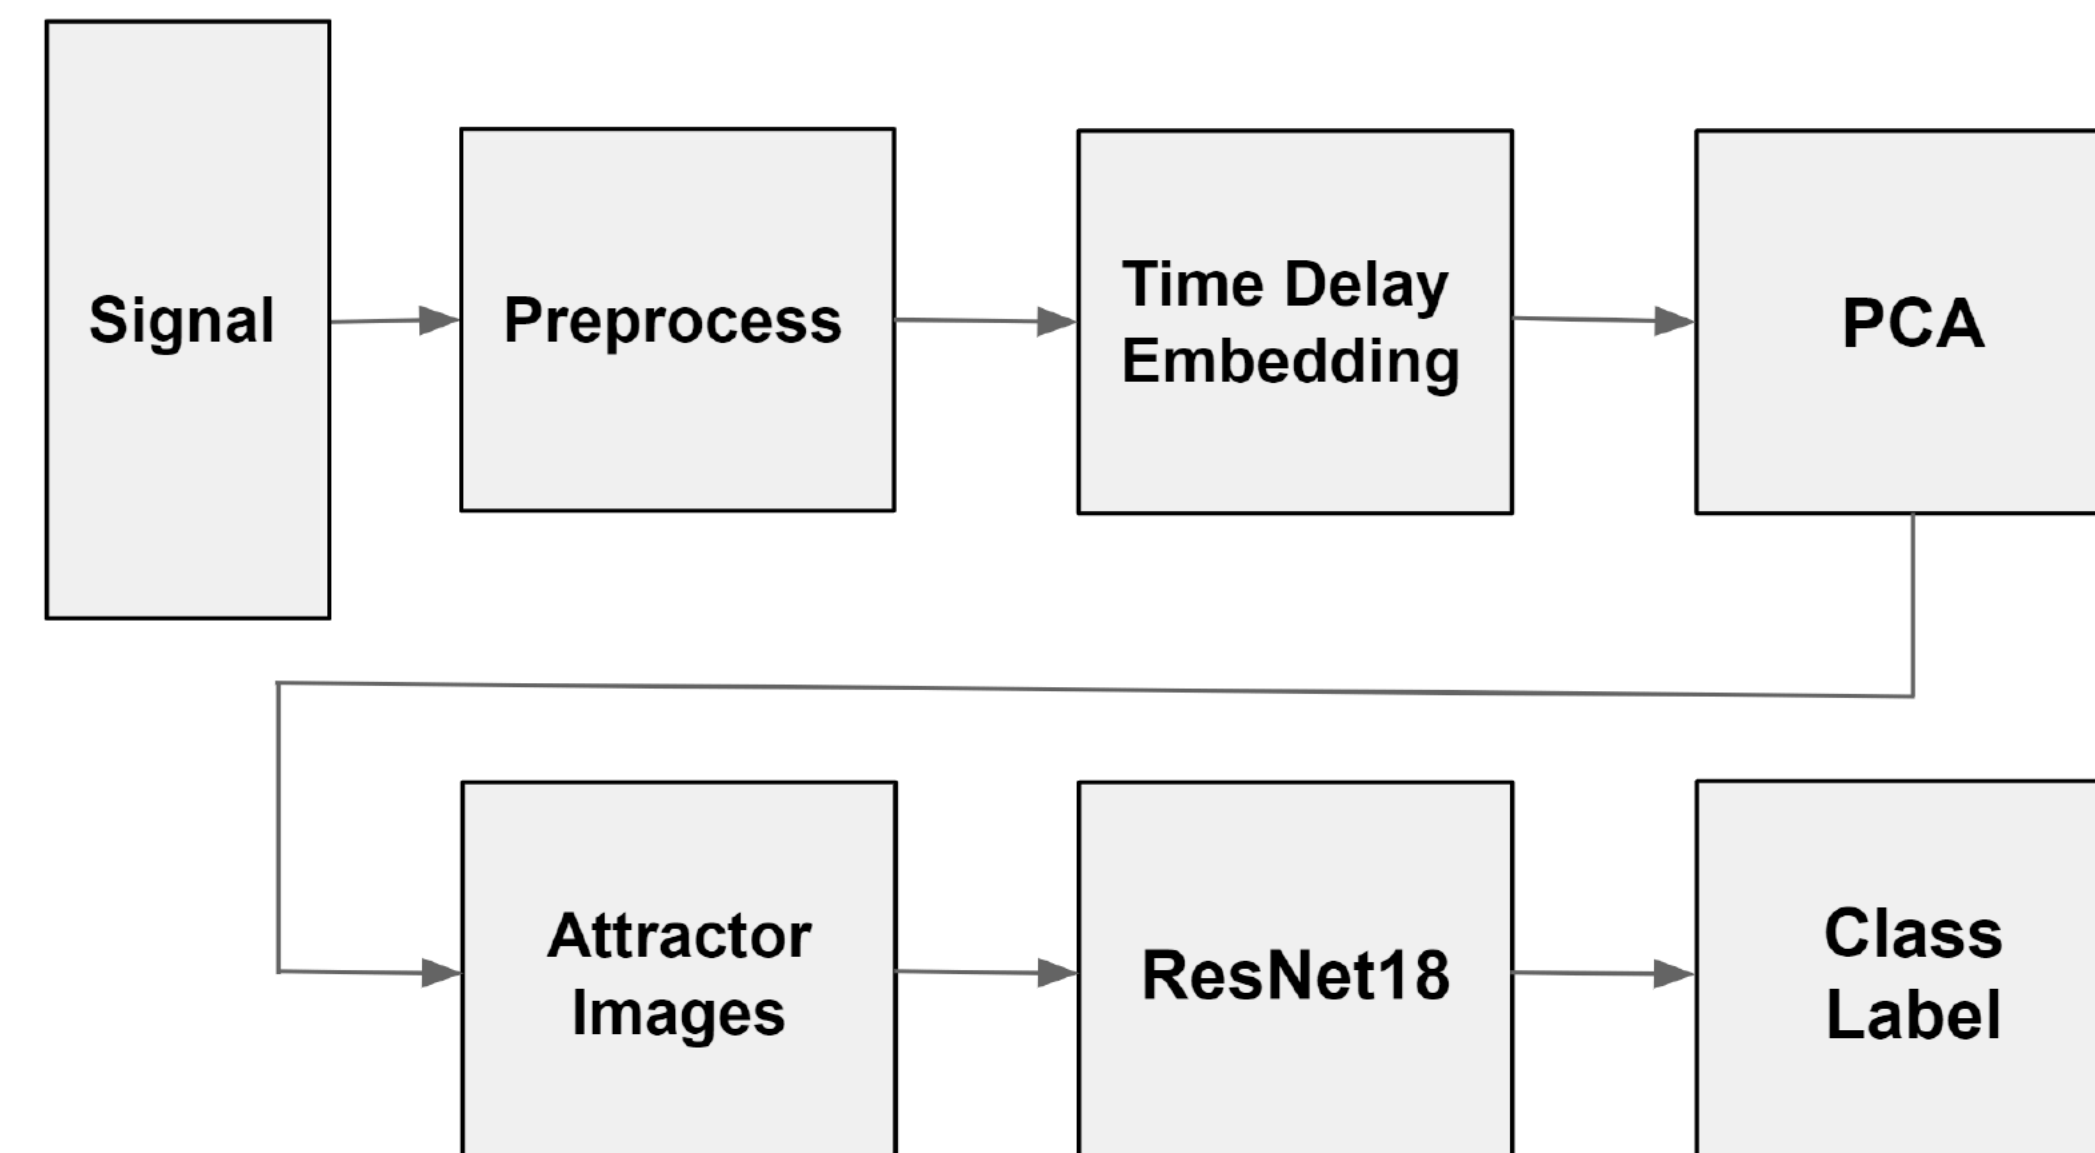 Signal
Preprocess
Time Delay
Embedding
PCA
Attractor
Images
ResNet18
Class
Label